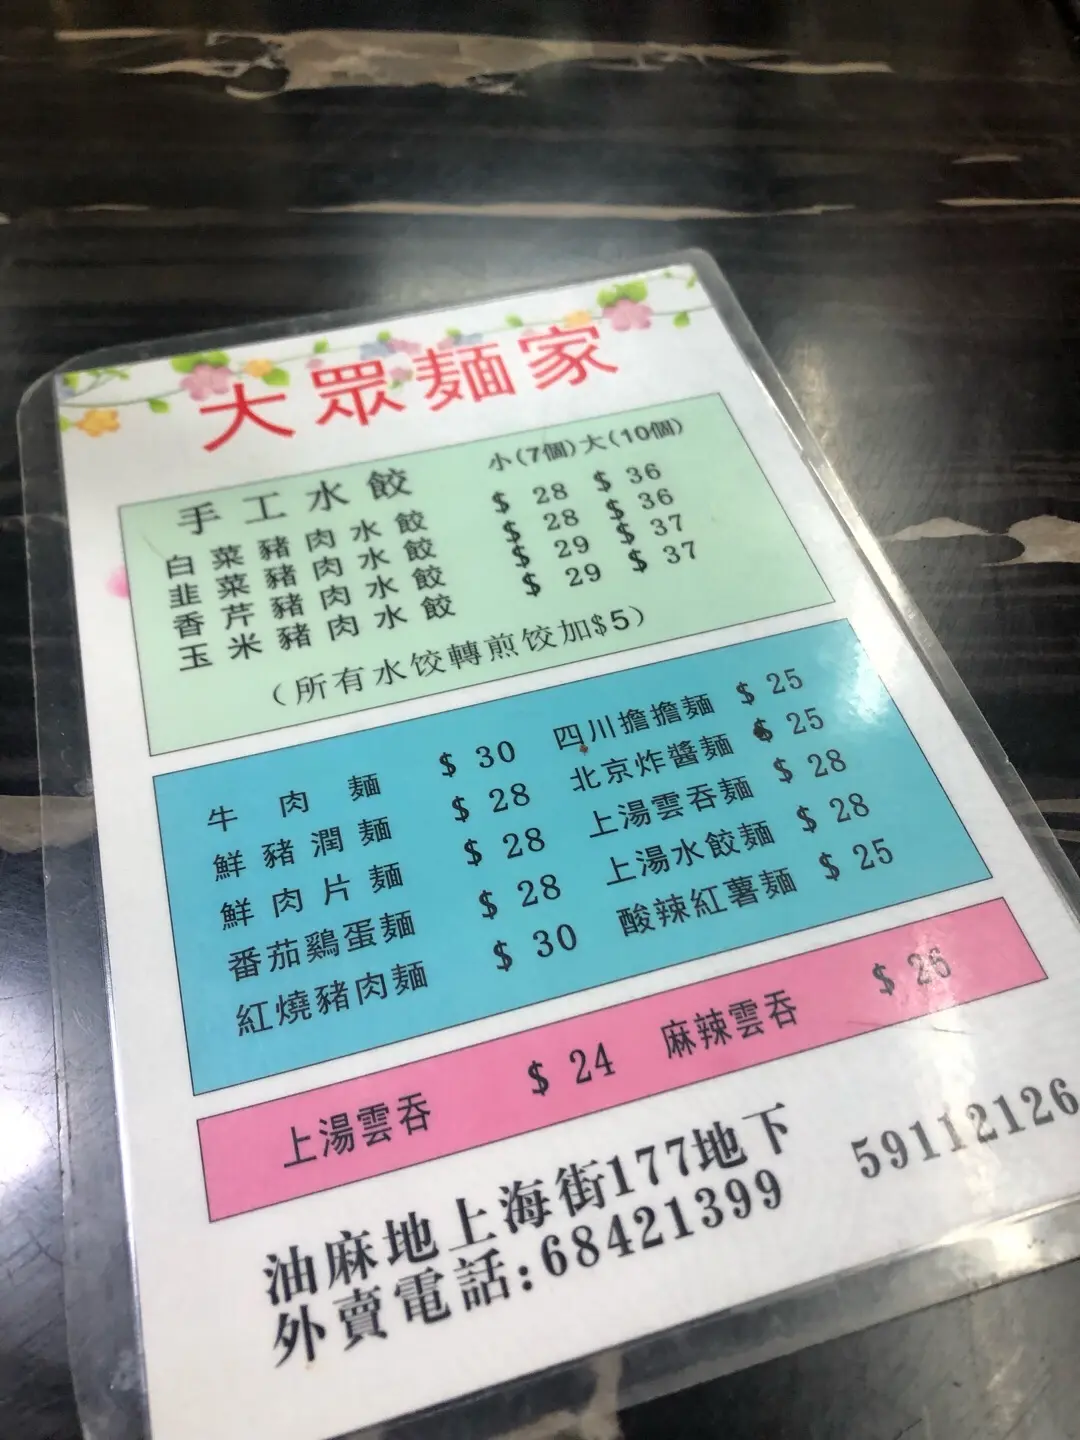 大眾麵家
手工水餃 小(7個)大(10個)
白菜豬肉水餃 $ 28 $ 36
韭菜豬肉水餃 $ 28 $ 36
香芹豬肉水餃 $ 29 $ 37
玉米豬肉水餃 $ 29 $ 37
(所有水饺轉煎饺加$5)
牛肉麵 $ 30 四川擔擔麵 $ 25
鮮豬潤麵 $ 28 北京炸醬麵 $ 25
鮮肉片麵 $ 28 上湯雲吞麵 $ 28
番茄鷄蛋麵 $ 28 上湯水餃麵 $ 28
紅燒豬肉麵 $ 30 酸辣紅薯麵 $ 25
上湯雲吞 $ 24 麻辣雲吞 $ 26
油麻地上海街177地下
外賣電話:68421399 59112126